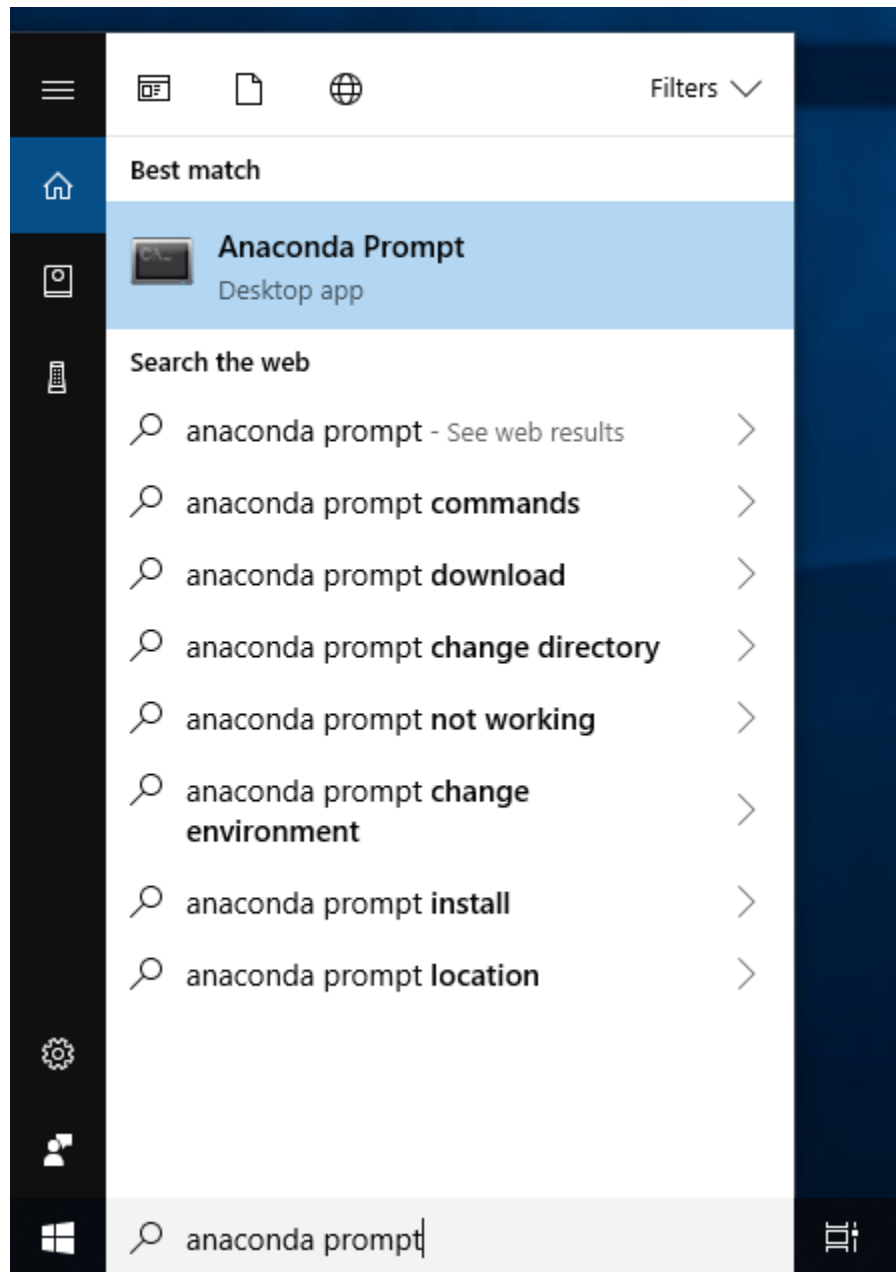 Filters
Best match
Anaconda Prompt
Desktop app
Search the web
anaconda prompt - See web results
anaconda prompt commands
anaconda prompt download
anaconda prompt change directory
anaconda prompt not working
anaconda prompt change
environment
anaconda prompt install
anaconda prompt location
anaconda prompt